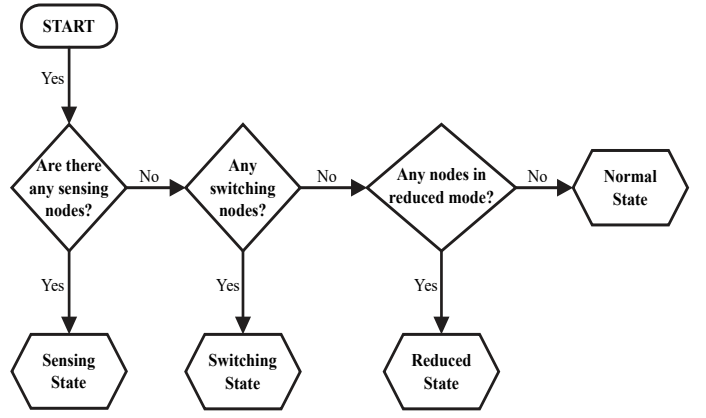 START
Yes
Are there
any sensing
nodes?
No
Any
switching
nodes?
No
Any nodes in
reduced mode?
No
Normal
State
Yes
Yes
Yes
Sensing
State
Switching
State
Reduced
State